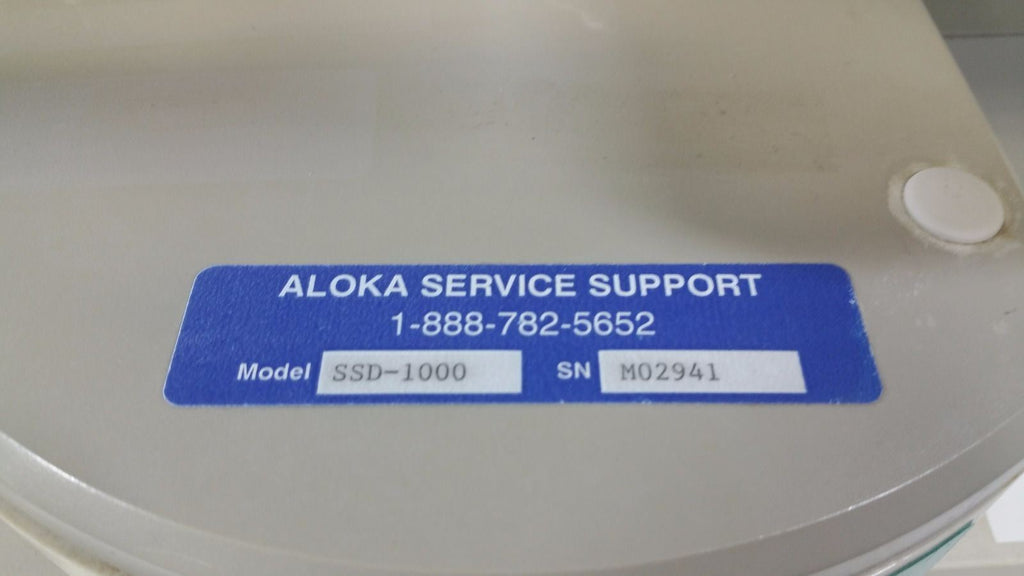 ALOKA SERVICE SUPPORT
1-888-782-5652
Model SSD-1000 SN M02941